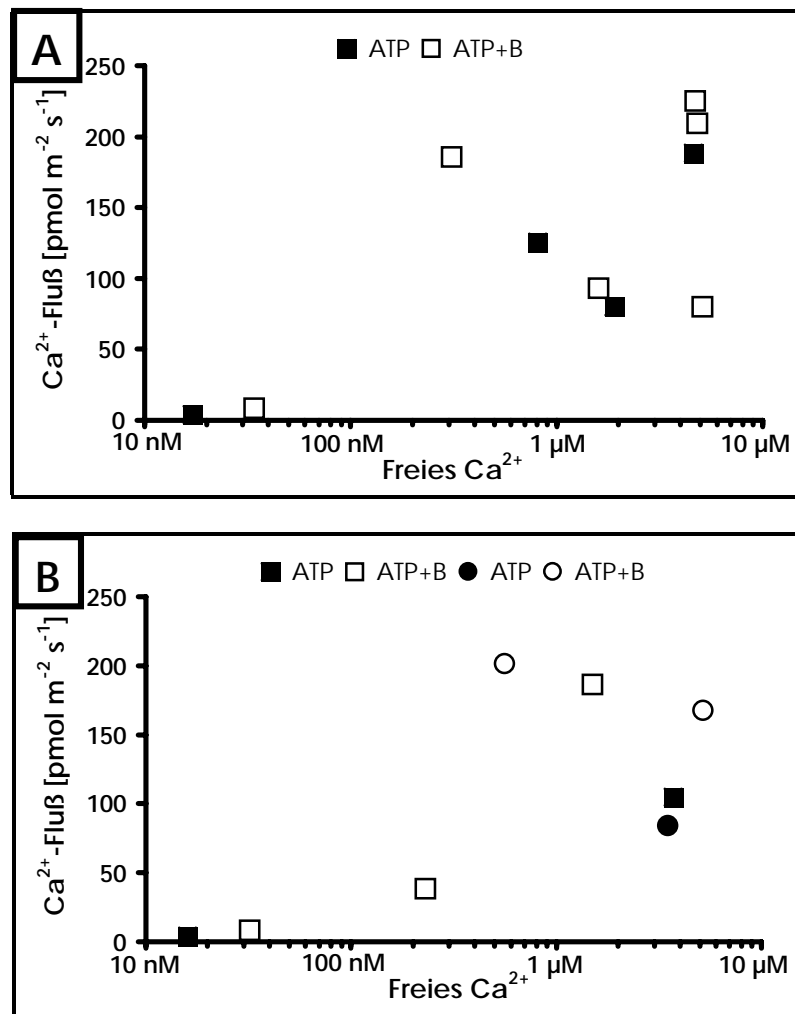 A
ATP ATP+B
Ca²⁺-Fluß [pmol m⁻² s⁻¹]
250
200
150
100
50
0
10 nM 100 nM 1 µM 10 µM
Freies Ca²⁺
B
ATP ATP+B ATP ATP+B
Ca²⁺-Fluß [pmol m⁻² s⁻¹]
250
200
150
100
50
0
10 nM 100 nM 1 µM 10 µM
Freies Ca²⁺